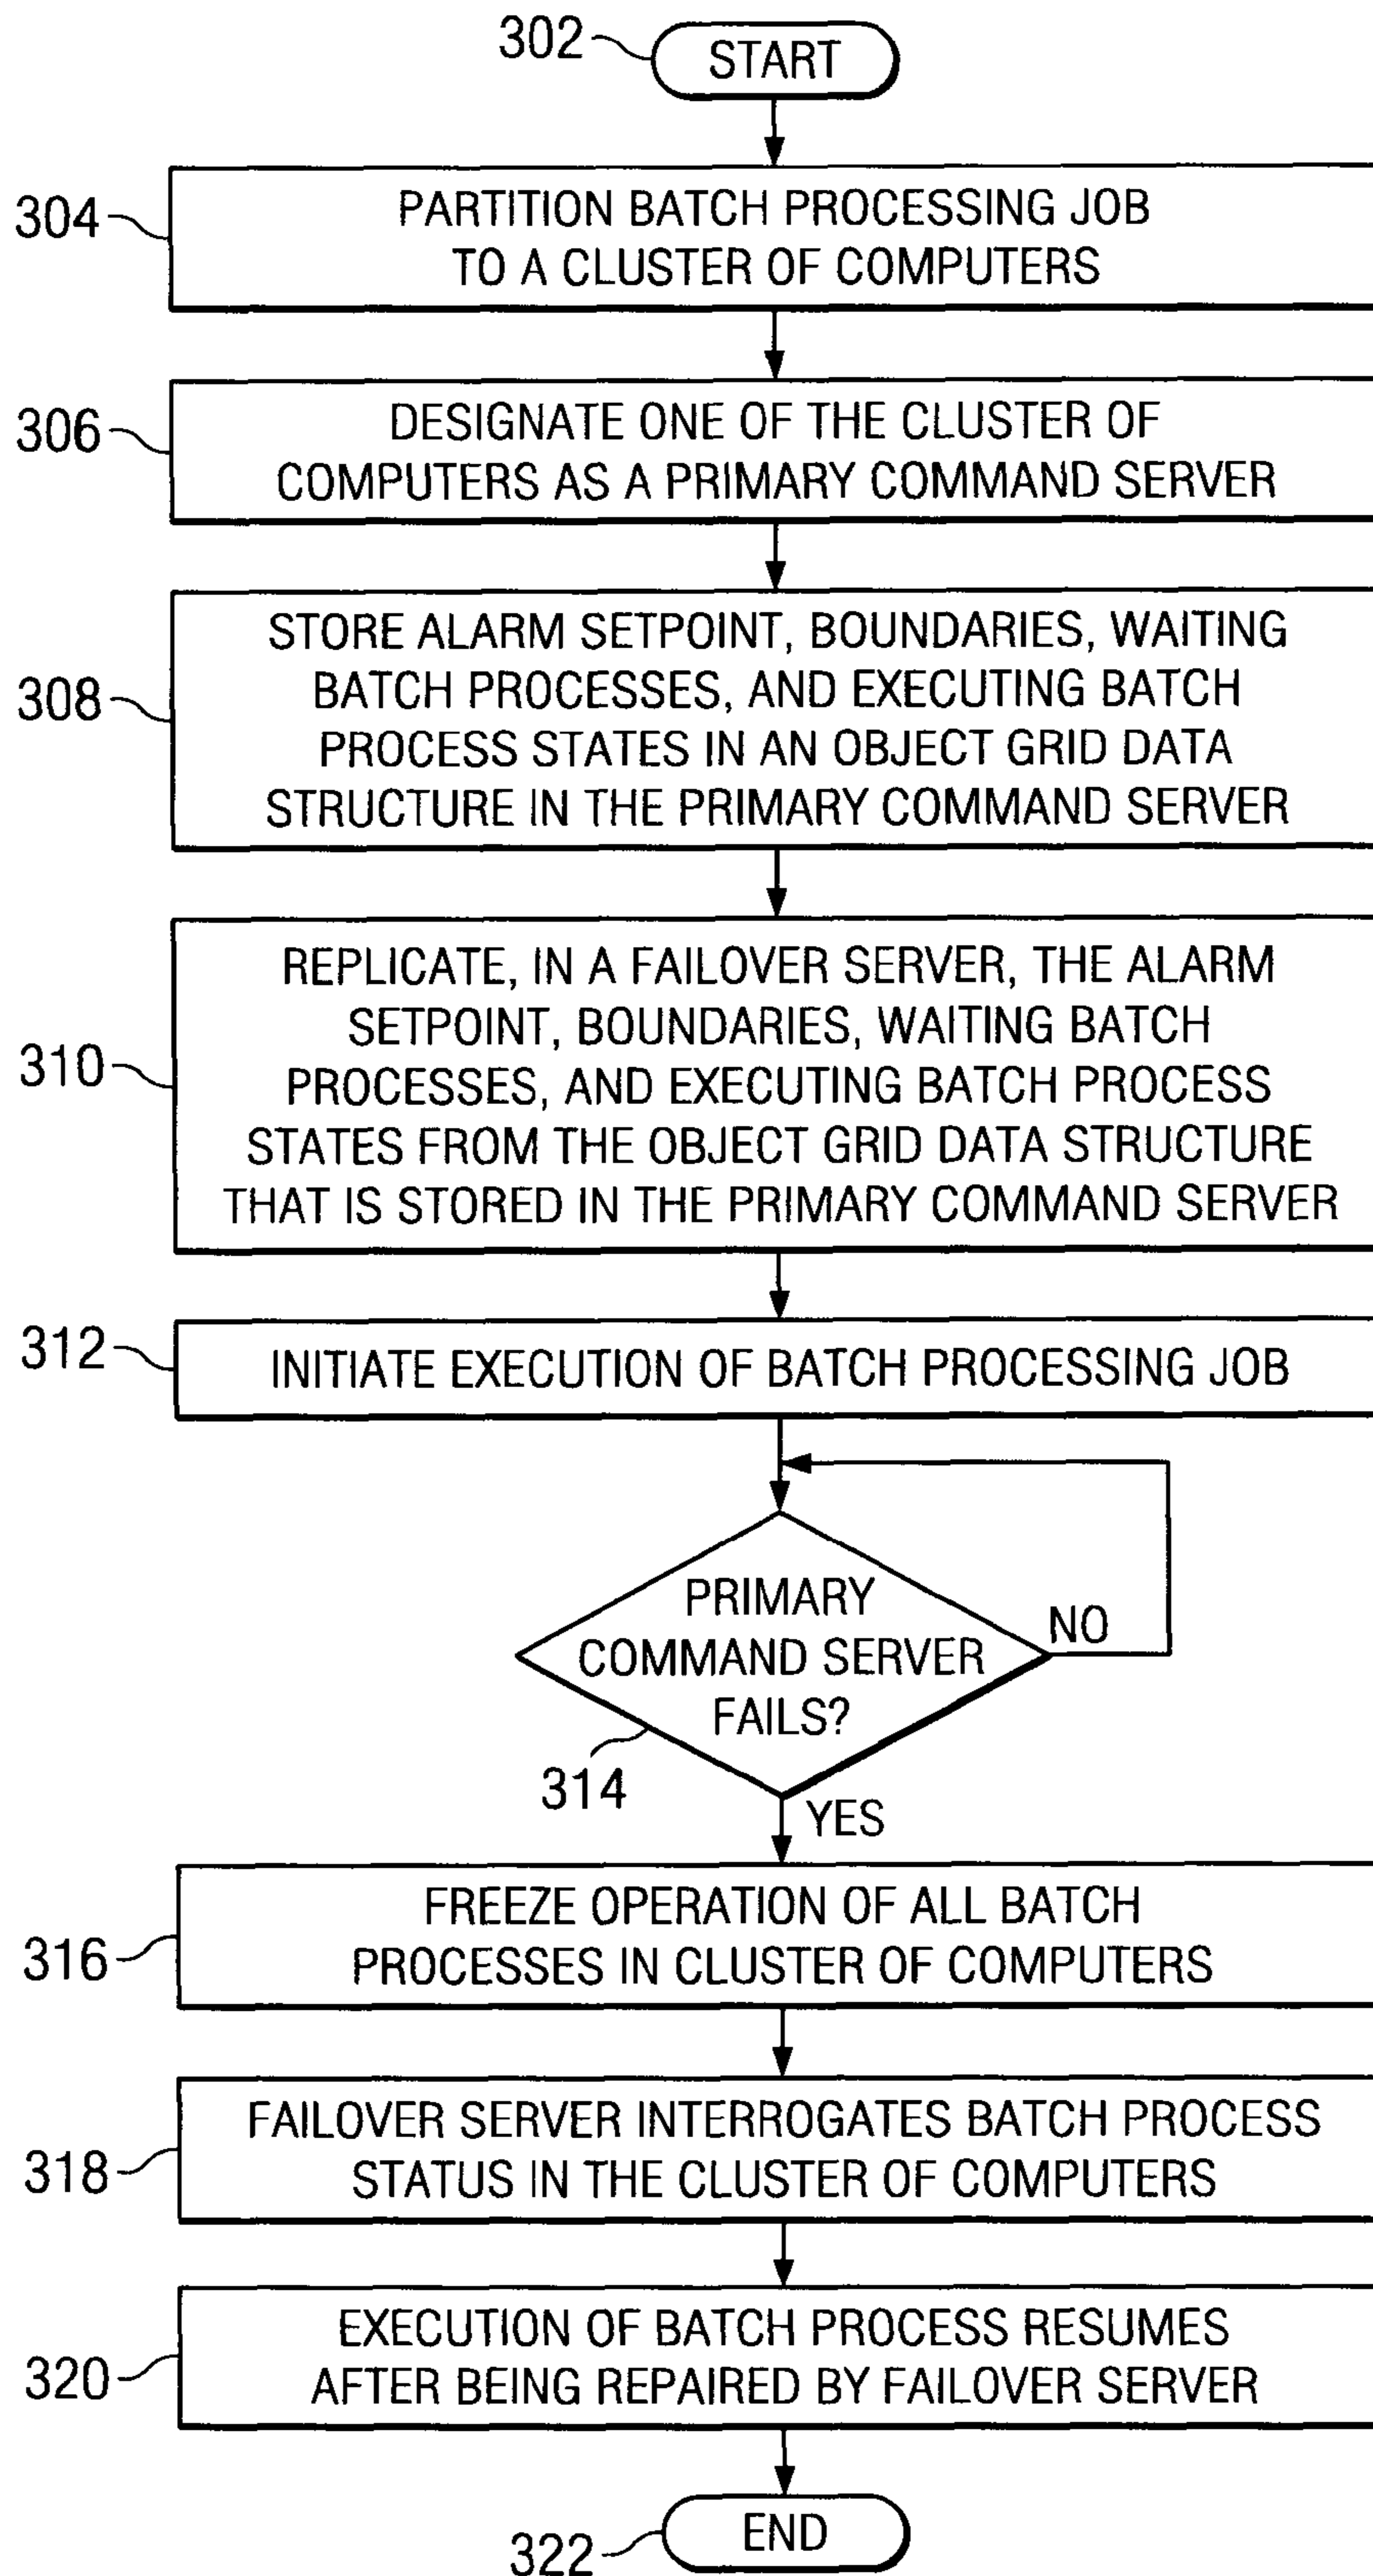 302
START
304
PARTITION BATCH PROCESSING JOB
TO A CLUSTER OF COMPUTERS
306
DESIGNATE ONE OF THE CLUSTER OF
COMPUTERS AS A PRIMARY COMMAND SERVER
308
STORE ALARM SETPOINT, BOUNDARIES, WAITING
BATCH PROCESSES, AND EXECUTING BATCH
PROCESS STATES IN AN OBJECT GRID DATA
STRUCTURE IN THE PRIMARY COMMAND SERVER
310
REPLICATE, IN A FAILOVER SERVER, THE ALARM
SETPOINT, BOUNDARIES, WAITING BATCH
PROCESSES, AND EXECUTING BATCH PROCESS
STATES FROM THE OBJECT GRID DATA STRUCTURE
THAT IS STORED IN THE PRIMARY COMMAND SERVER
312
INITIATE EXECUTION OF BATCH PROCESSING JOB
PRIMARY
COMMAND SERVER
FAILS?
NO
314
YES
316
FREEZE OPERATION OF ALL BATCH
PROCESSES IN CLUSTER OF COMPUTERS
318
FAILOVER SERVER INTERROGATES BATCH PROCESS
STATUS IN THE CLUSTER OF COMPUTERS
320
EXECUTION OF BATCH PROCESS RESUMES
AFTER BEING REPAIRED BY FAILOVER SERVER
322
END